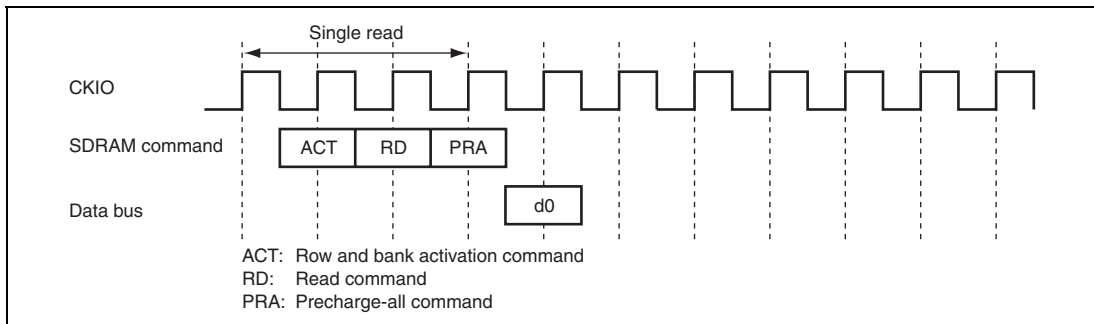 Single read
CKIO
SDRAM command
ACT RD PRA
Data bus
d0
ACT: Row and bank activation command
RD: Read command
PRA: Precharge-all command